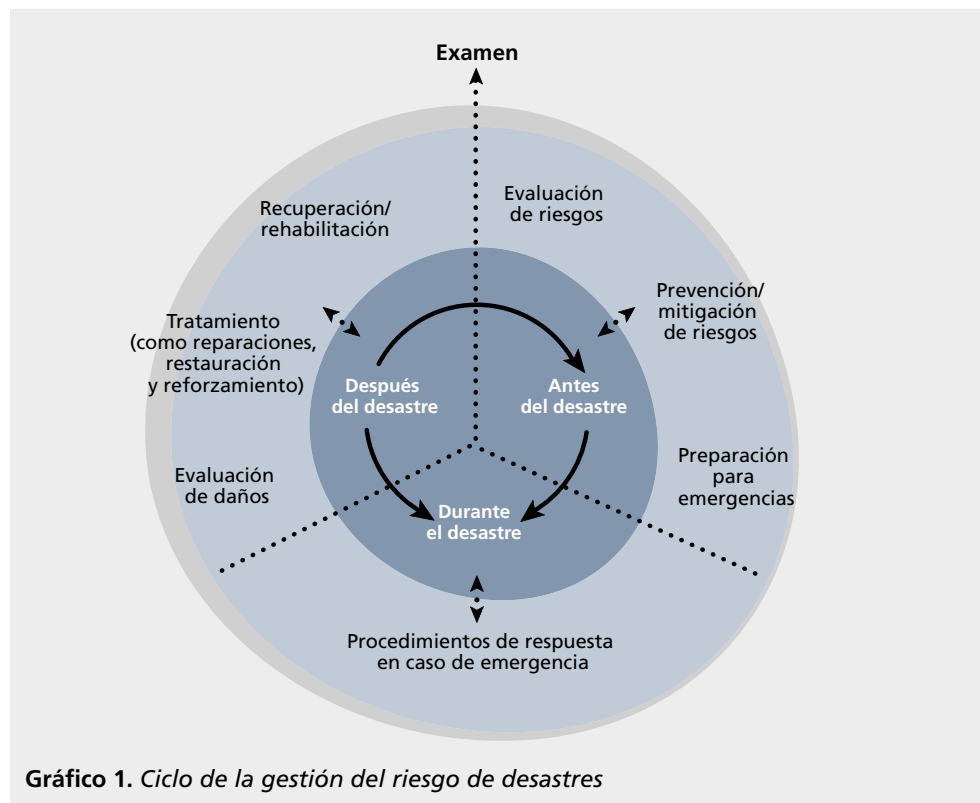 Examen
Evaluación
de riesgos
Recuperación/
rehabilitación
Prevención/
mitigación
de riesgos
Tratamiento
(como reparaciones,
restauración
y reforzamiento)
Después
del desastre
Antes
del desastre
Preparación
para
emergencias
Evaluación
de daños
Durante
el desastre
Procedimientos de respuesta
en caso de emergencia
Gráfico 1. Ciclo de la gestión del riesgo de desastres